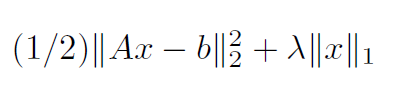 (1/2)‖Ax − b‖₂² + λ‖x‖₁